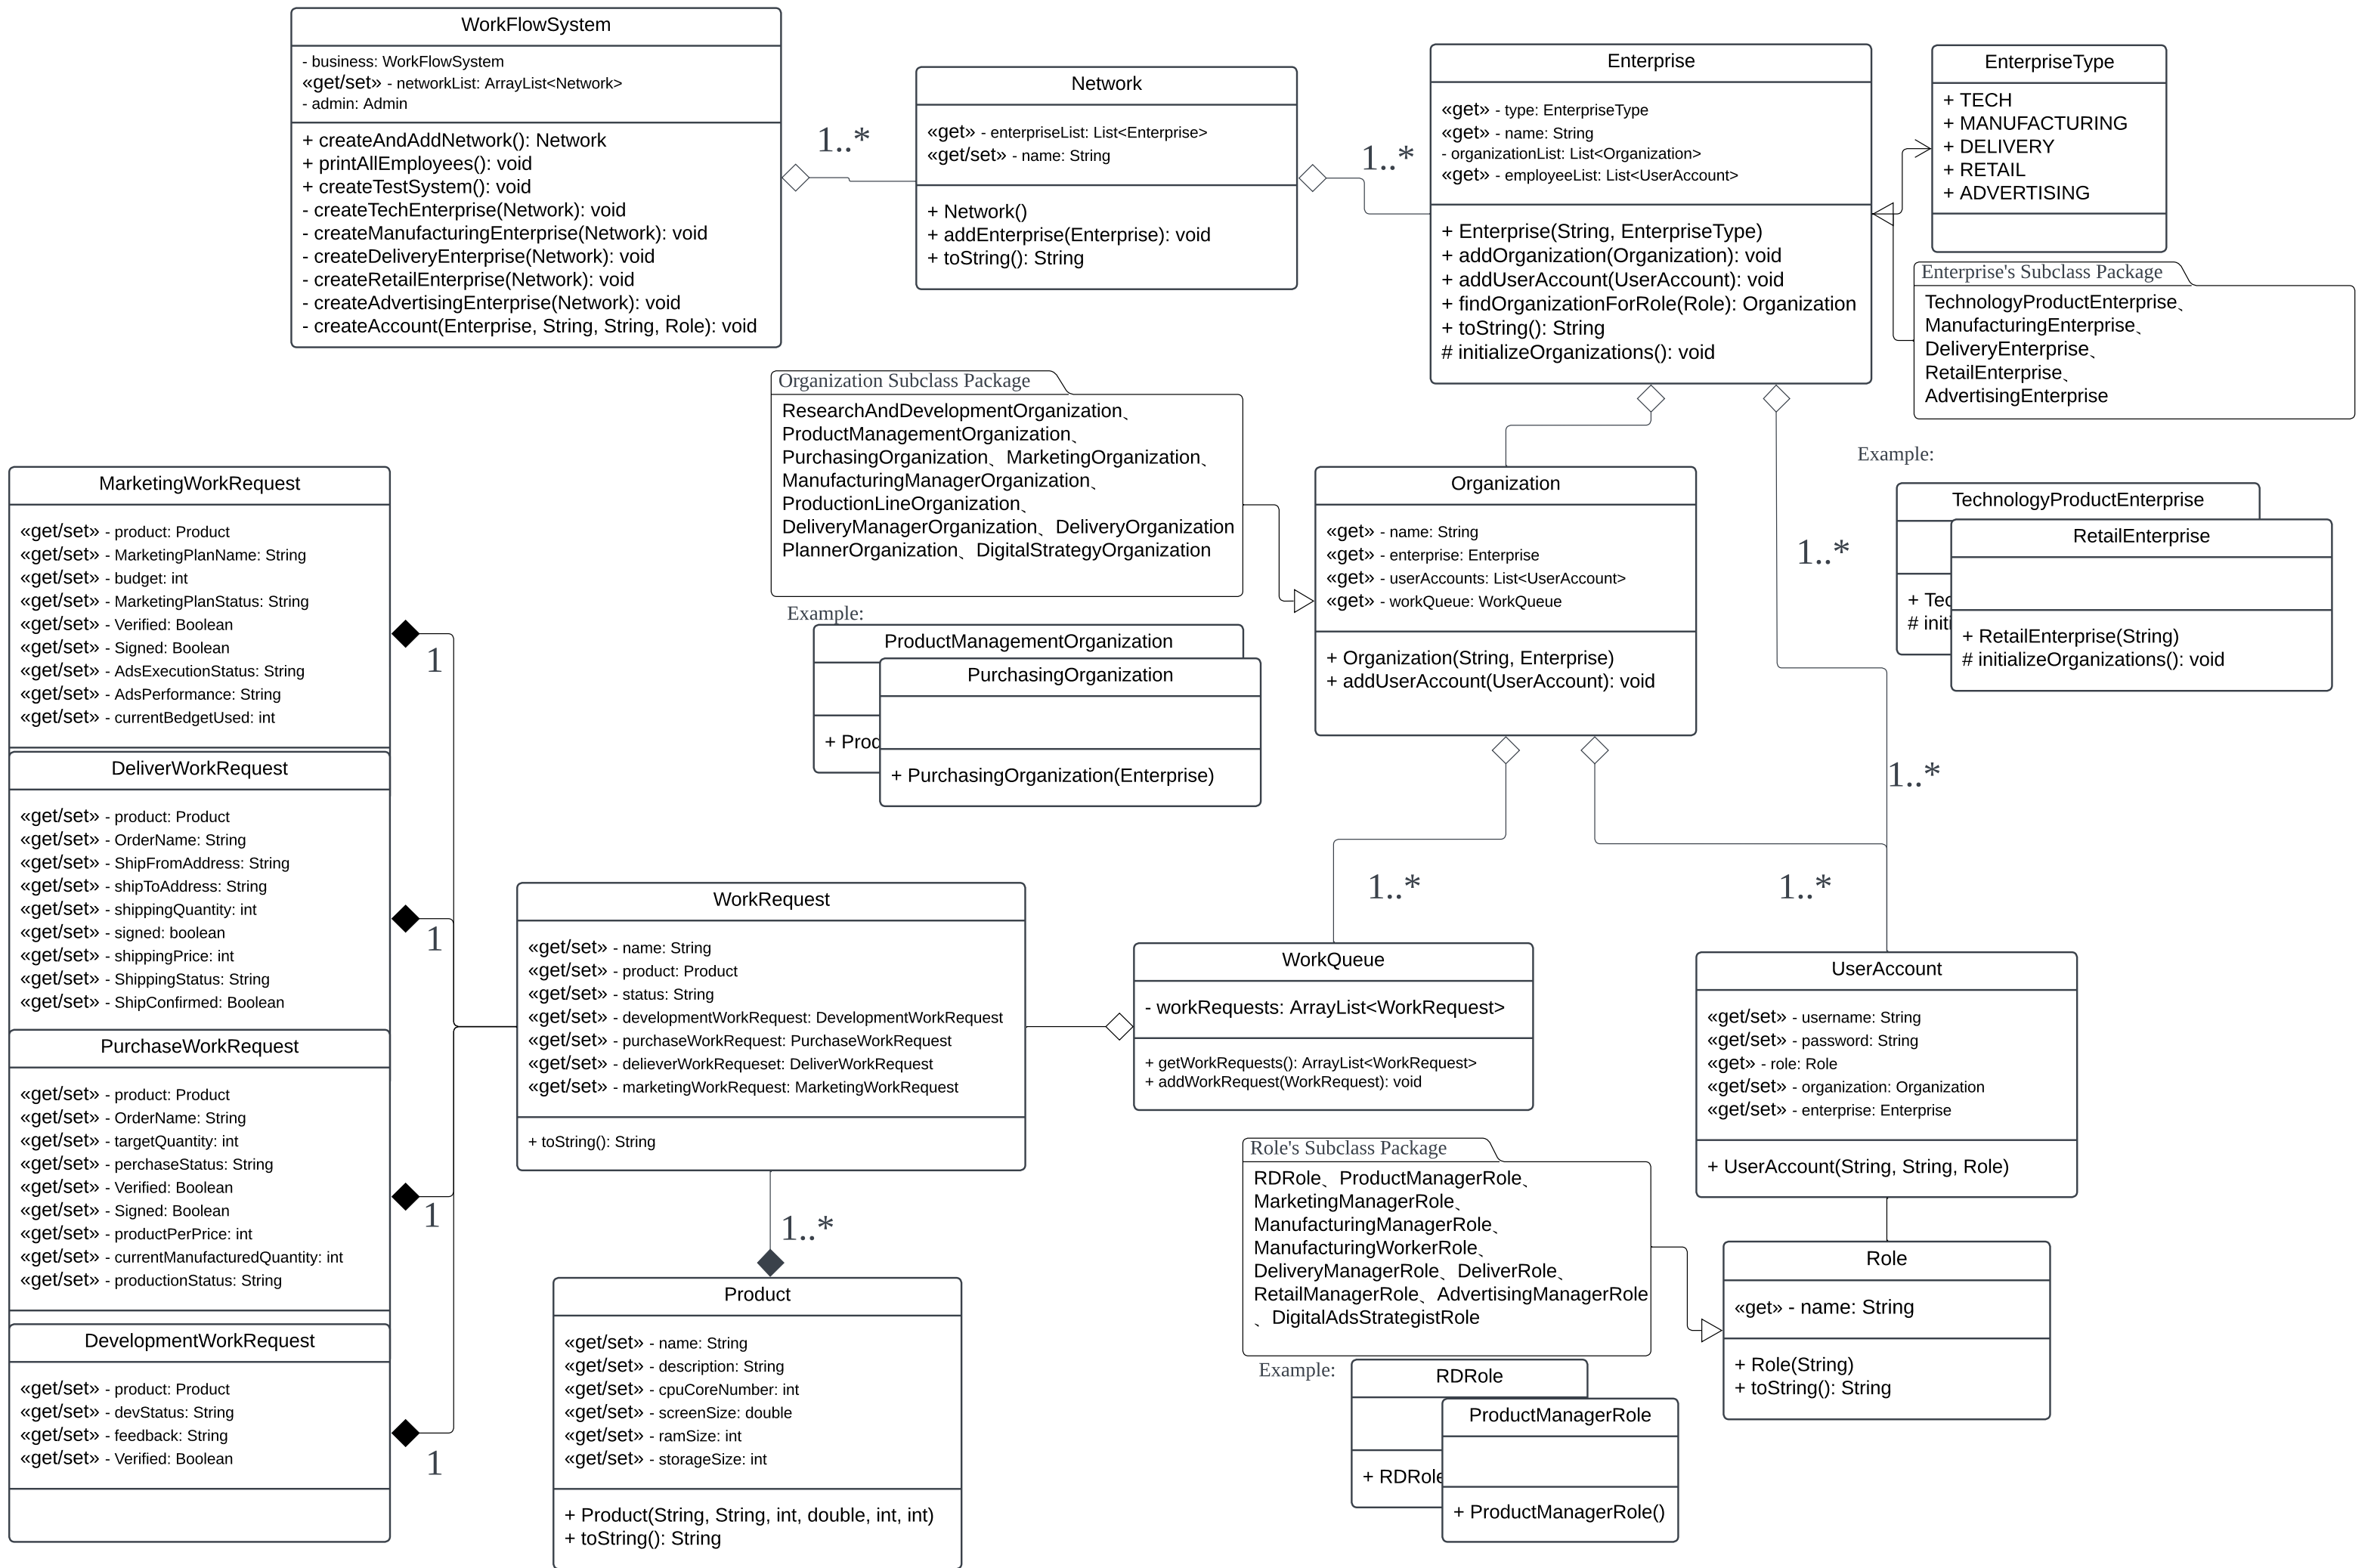 WorkFlowSystem
- business: WorkFlowSystem
«get/set» - networkList: ArrayList<Network>
- admin: Admin
+ createAndAddNetwork(): Network
+ printAllEmployees(): void
+ createTestSystem(): void
- createTechEnterprise(Network): void
- createManufacturingEnterprise(Network): void
- createDeliveryEnterprise(Network): void
- createRetailEnterprise(Network): void
- createAdvertisingEnterprise(Network): void
- createAccount(Enterprise, String, String, Role): void
1..*
Network
«get» - enterpriseList: List<Enterprise>
«get/set» - name: String
+ Network()
+ addEnterprise(Enterprise): void
+ toString(): String
1..*
Enterprise
«get» - type: EnterpriseType
«get» - name: String
- organizationList: List<Organization>
«get» - employeeList: List<UserAccount>
+ Enterprise(String, EnterpriseType)
+ addOrganization(Organization): void
+ addUserAccount(UserAccount): void
+ findOrganizationForRole(Role): Organization
+ toString(): String
# initializeOrganizations(): void
EnterpriseType
+ TECH
+ MANUFACTURING
+ DELIVERY
+ RETAIL
+ ADVERTISING
Enterprise's Subclass Package
TechnologyProductEnterprise、
ManufacturingEnterprise、
DeliveryEnterprise、
RetailEnterprise、
AdvertisingEnterprise
Organization Subclass Package
ResearchAndDevelopmentOrganization、
ProductManagementOrganization、
PurchasingOrganization、MarketingOrganization、
ManufacturingManagerOrganization、
ProductionLineOrganization、
DeliveryManagerOrganization、DeliveryOrganization
PlannerOrganization、DigitalStrategyOrganization
Example:
ProductManagementOrganization
+ Prod
PurchasingOrganization
+ PurchasingOrganization(Enterprise)
Organization
«get» - name: String
«get» - enterprise: Enterprise
«get» - userAccounts: List<UserAccount>
«get» - workQueue: WorkQueue
+ Organization(String, Enterprise)
+ addUserAccount(UserAccount): void
Example:
TechnologyProductEnterprise
+ Tec
# initi
RetailEnterprise
+ RetailEnterprise(String)
# initializeOrganizations(): void
1..*
1..*
1..*
1..*
MarketingWorkRequest
«get/set» - product: Product
«get/set» - MarketingPlanName: String
«get/set» - budget: int
«get/set» - MarketingPlanStatus: String
«get/set» - Verified: Boolean
«get/set» - Signed: Boolean
«get/set» - AdsExecutionStatus: String
«get/set» - AdsPerformance: String
«get/set» - currentBedgetUsed: int
1
DeliverWorkRequest
«get/set» - product: Product
«get/set» - OrderName: String
«get/set» - ShipFromAddress: String
«get/set» - shipToAddress: String
«get/set» - shippingQuantity: int
«get/set» - signed: boolean
«get/set» - shippingPrice: int
«get/set» - ShippingStatus: String
«get/set» - ShipConfirmed: Boolean
1
PurchaseWorkRequest
«get/set» - product: Product
«get/set» - OrderName: String
«get/set» - targetQuantity: int
«get/set» - perchaseStatus: String
«get/set» - Verified: Boolean
«get/set» - Signed: Boolean
«get/set» - productPerPrice: int
«get/set» - currentManufacturedQuantity: int
«get/set» - productionStatus: String
1
DevelopmentWorkRequest
«get/set» - product: Product
«get/set» - devStatus: String
«get/set» - feedback: String
«get/set» - Verified: Boolean
1
WorkRequest
«get/set» - name: String
«get/set» - product: Product
«get/set» - status: String
«get/set» - developmentWorkRequest: DevelopmentWorkRequest
«get/set» - purchaseWorkRequest: PurchaseWorkRequest
«get/set» - delieverWorkRequeset: DeliverWorkRequest
«get/set» - marketingWorkRequest: MarketingWorkRequest
+ toString(): String
1..*
Product
«get/set» - name: String
«get/set» - description: String
«get/set» - cpuCoreNumber: int
«get/set» - screenSize: double
«get/set» - ramSize: int
«get/set» - storageSize: int
+ Product(String, String, int, double, int, int)
+ toString(): String
WorkQueue
- workRequests: ArrayList<WorkRequest>
+ getWorkRequests(): ArrayList<WorkRequest>
+ addWorkRequest(WorkRequest): void
UserAccount
«get/set» - username: String
«get/set» - password: String
«get» - role: Role
«get/set» - organization: Organization
«get/set» - enterprise: Enterprise
+ UserAccount(String, String, Role)
Role's Subclass Package
RDRole、ProductManagerRole、
MarketingManagerRole、
ManufacturingManagerRole、
ManufacturingWorkerRole、
DeliveryManagerRole、DeliverRole、
RetailManagerRole、AdvertisingManagerRole
、DigitalAdsStrategistRole
Example:
RDRole
+ RDRole
ProductManagerRole
+ ProductManagerRole()
Role
«get» - name: String
+ Role(String)
+ toString(): String